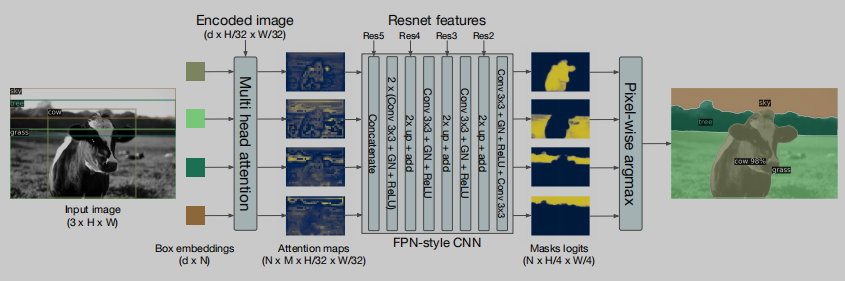 Encoded image
(d x H/32 x W/32)
Resnet features
Res5
Res4
Res3
Res2
sky
tree
cow
grass
Input image
(3 x H x W)
Box embeddings
(d x N)
Multi head attention
Attention maps
(N x M x H/32 x W/32)
Concatenate
2 x (Conv 3x3 + GN + ReLU)
2x up + add
Conv 3x3 + GN + ReLU
2x up + add
Conv 3x3 + GN + ReLU
2x up + add
Conv 3x3 + GN + ReLU + Conv 3x3
FPN-style CNN
Masks logits
(N x H/4 x W/4)
Pixel-wise argmax
sky
tree
cow 98%
grass